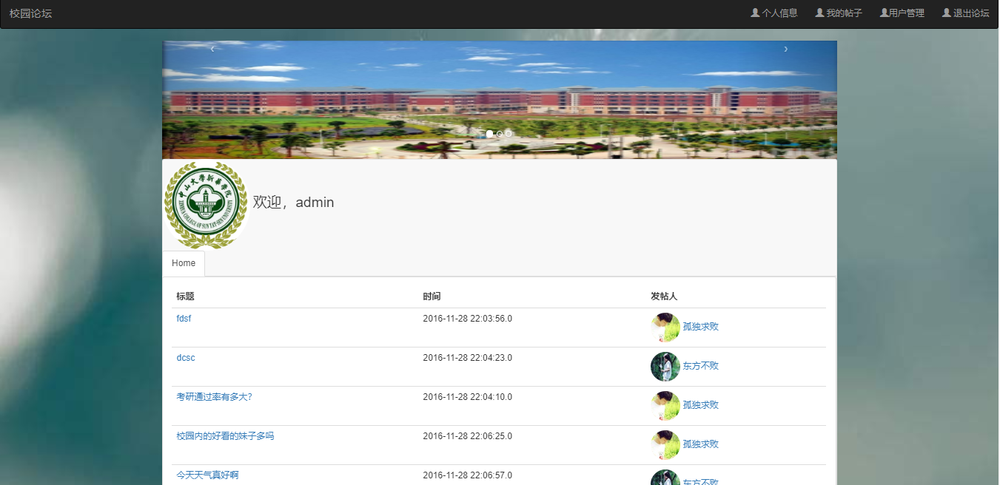 校园论坛 个人信息 我的帖子 用户管理 退出论坛
‹ ›
中山大学新华学院
XINHUA COLLEGE OF SUN YAT-SEN UNIVERSITY
欢迎，admin
Home
标题 时间 发帖人
fdsf 2016-11-28 22:03:56.0 孤独求败
dcsc 2016-11-28 22:04:23.0 东方不败
考研通过率有多大? 2016-11-28 22:04:10.0 孤独求败
校园内的好看的妹子多吗 2016-11-28 22:06:25.0 孤独求败
今天天气真好啊 2016-11-28 22:06:57.0 东方不败